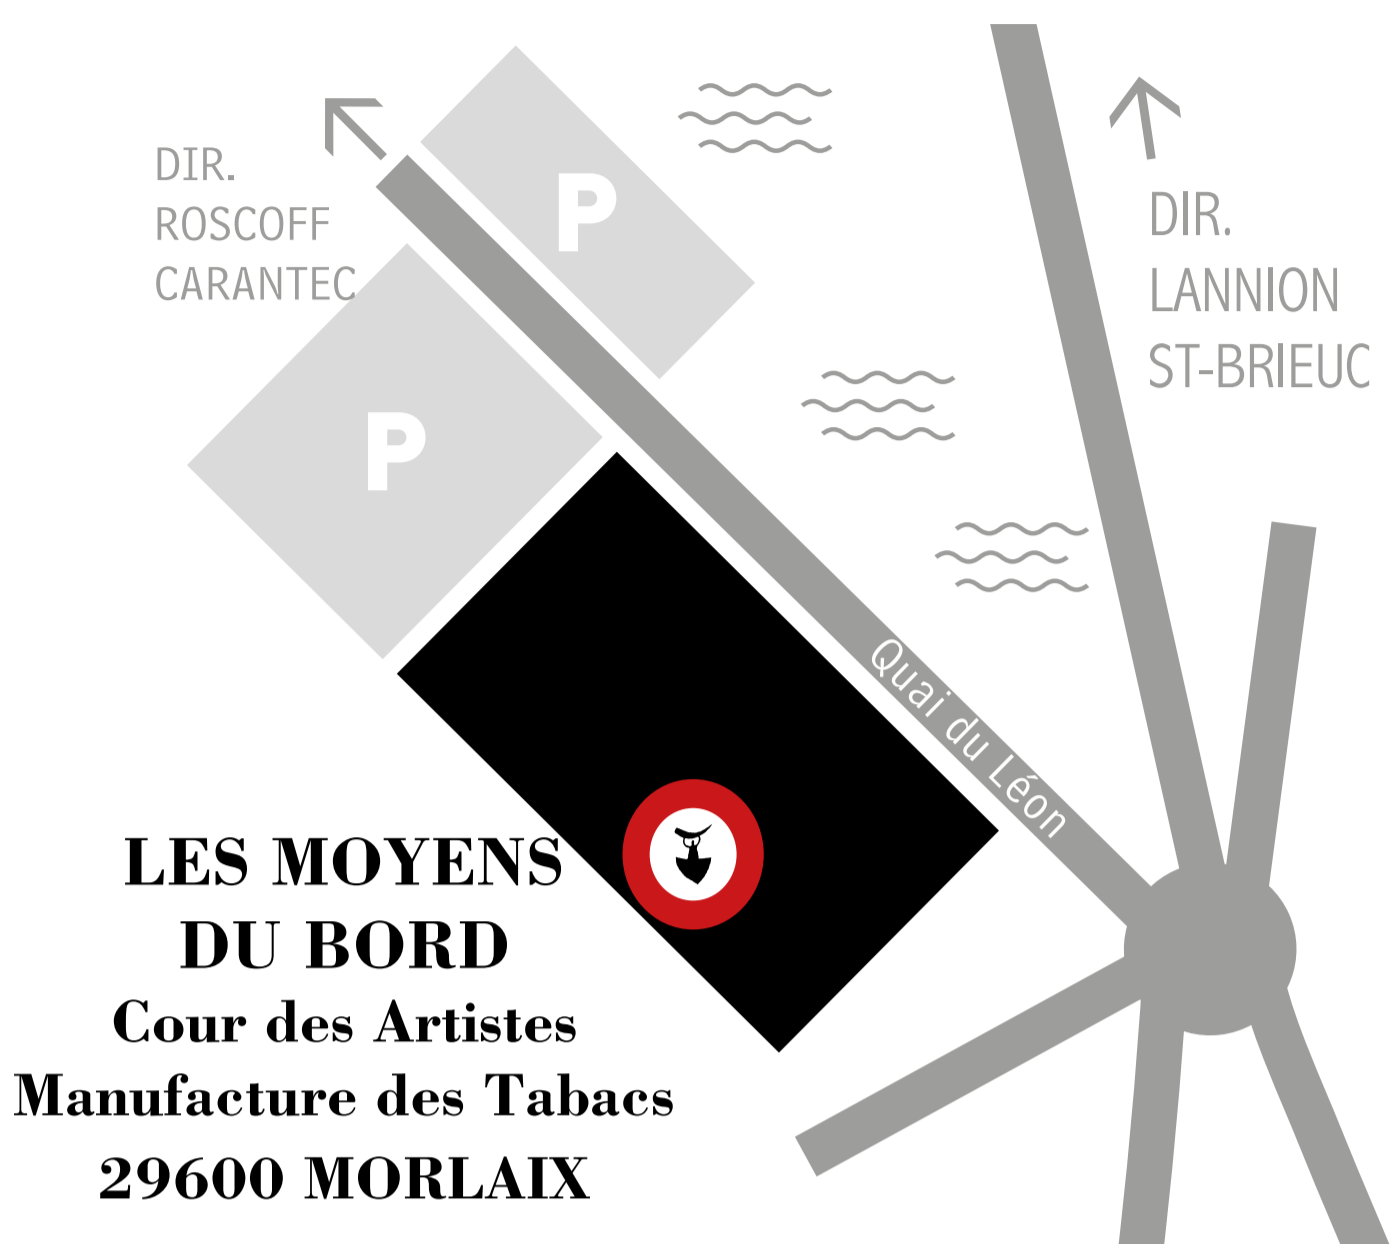 DIR.
ROSCOFF
CARANTEC
P
P
DIR.
LANNION
ST-BRIEUC
Quai du Léon
LES MOYENS
DU BORD
Cour des Artistes
Manufacture des Tabacs
29600 MORLAIX